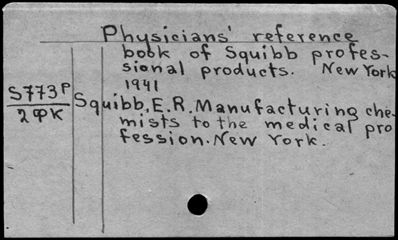 Physicians' reference
book of Squibb profes-
sional products. New York
1941
S773P
2ФK
Squibb, E.R. Manufacturing che-
mists to the medical pro
fession. New York.